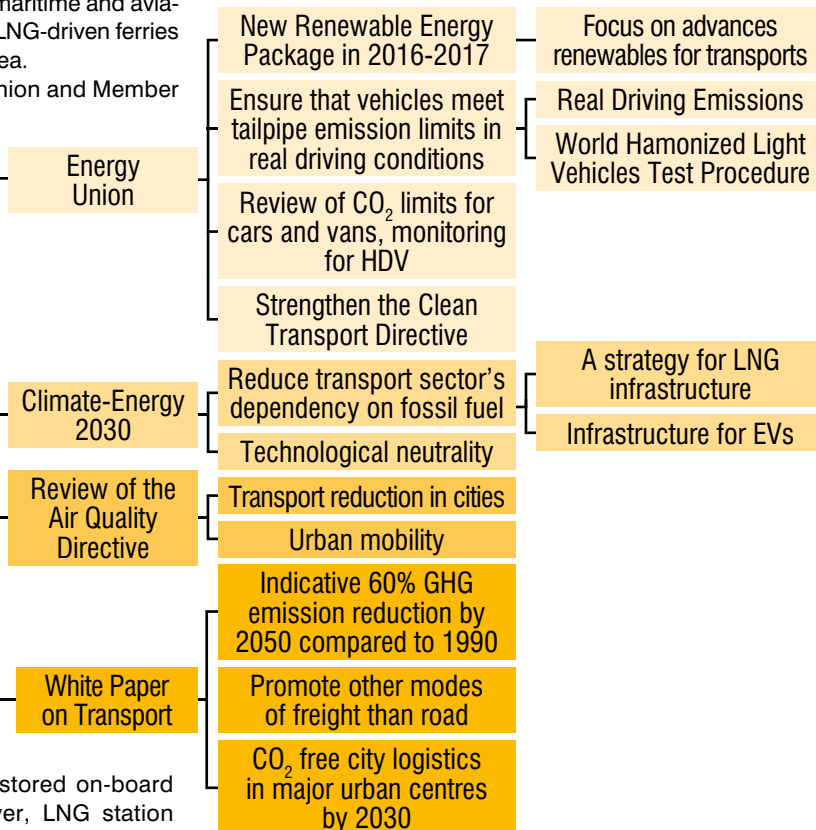 maritime and avia-
LNG-driven ferries
ea.
nion and Member
Energy
Union
New Renewable Energy
Package in 2016-2017
Focus on advances
renewables for transports
Ensure that vehicles meet
tailpipe emission limits in
real driving conditions
Real Driving Emissions
World Hamonized Light
Vehicles Test Procedure
Review of CO₂ limits for
cars and vans, monitoring
for HDV
Strengthen the Clean
Transport Directive
Climate-Energy
2030
Reduce transport sector's
dependency on fossil fuel
A strategy for LNG
infrastructure
Infrastructure for EVs
Technological neutrality
Review of the
Air Quality
Directive
Transport reduction in cities
Urban mobility
White Paper
on Transport
Indicative 60% GHG
emission reduction by
2050 compared to 1990
Promote other modes
of freight than road
CO₂ free city logistics
in major urban centres
by 2030
stored on-board
ver, LNG station